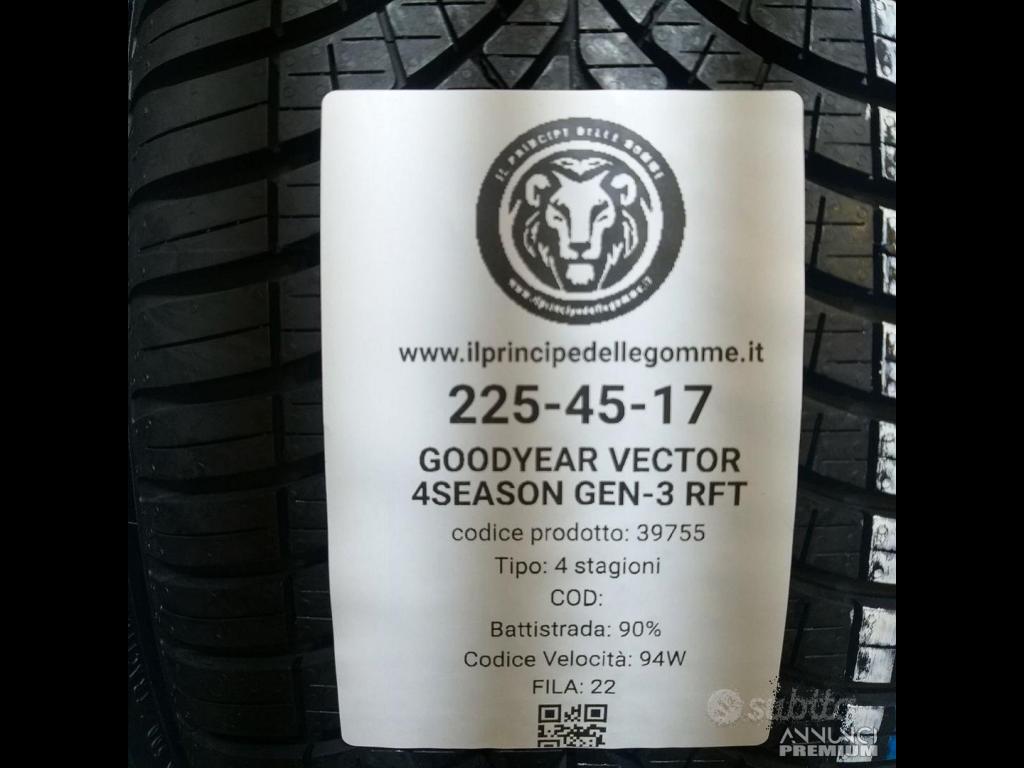 IL PRINCIPE DELLE GOMME
www.ilprincipedellegomme.it
www.ilprincipedellegomme.it
225-45-17
GOODYEAR VECTOR
4SEASON GEN-3 RFT
codice prodotto: 39755
Tipo: 4 stagioni
COD:
Battistrada: 90%
Codice Velocità: 94W
FILA: 22
subito
ANNUNCI
PREMIUM